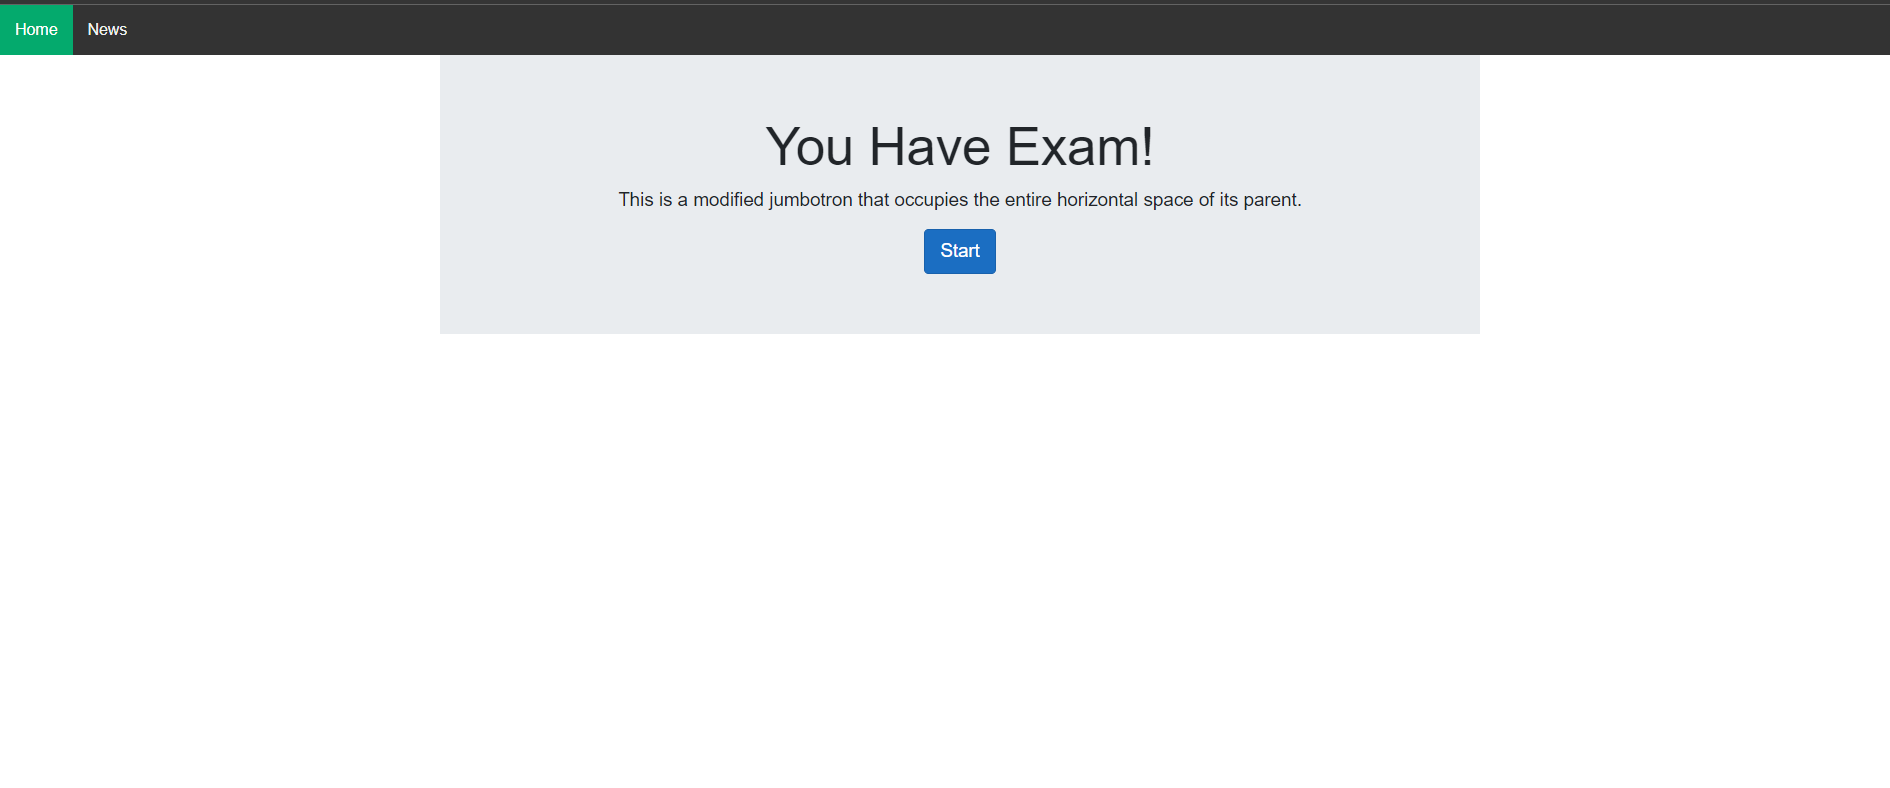 Home News
You Have Exam!
This is a modified jumbotron that occupies the entire horizontal space of its parent.
Start